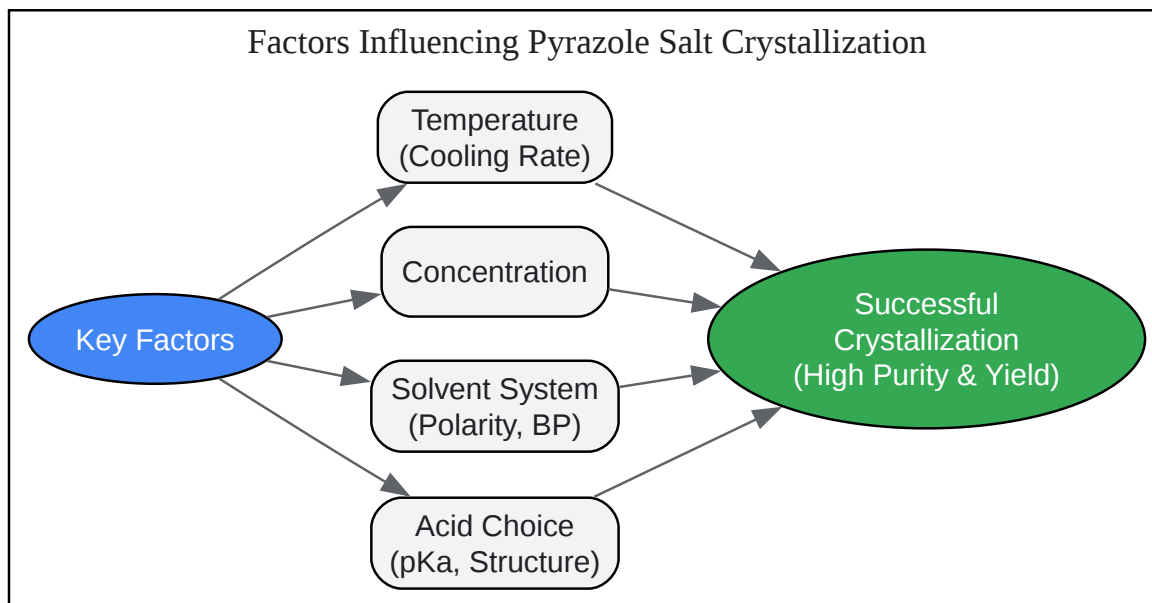 Factors Influencing Pyrazole Salt Crystallization
Temperature
(Cooling Rate)
Concentration
Key Factors
Solvent System
(Polarity, BP)
Acid Choice
(pKa, Structure)
Successful
Crystallization
(High Purity & Yield)